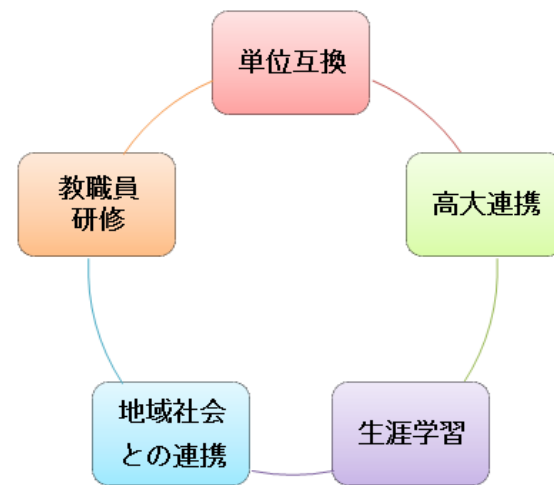 単位互換
教職員
研修
高大連携
地域社会
との連携
生涯学習